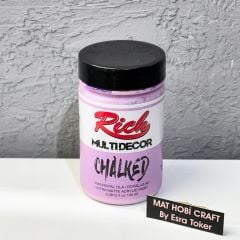 Rich
MULTIDECOR
CHALKED
MAT HOBİ CRAFT
By Esra Toker